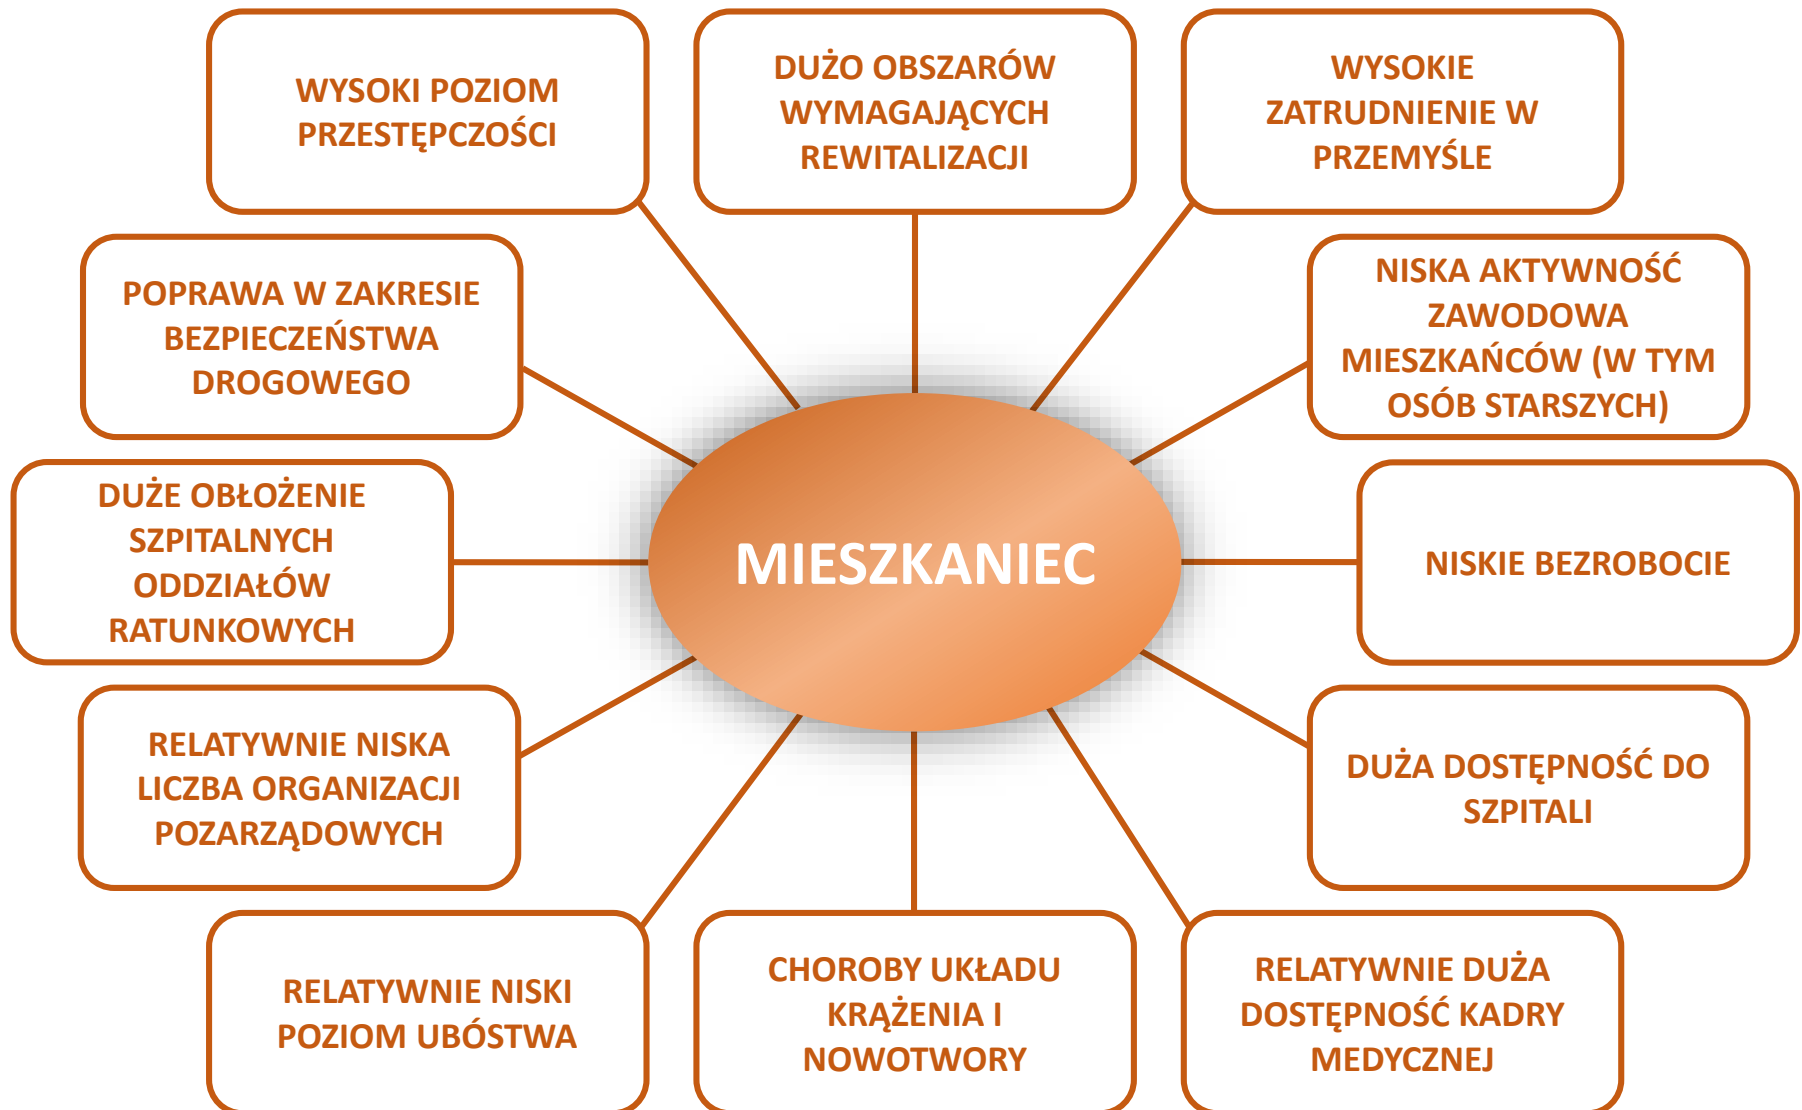 WYSOKI POZIOM
PRZESTĘPCZOŚCI
DUŻO OBSZARÓW
WYMAGAJĄCYCH
REWITALIZACJI
WYSOKIE
ZATRUDNIENIE W
PRZEMYŚLE
POPRAWA W ZAKRESIE
BEZPIECZEŃSTWA
DROGOWEGO
NISKA AKTYWNOŚĆ
ZAWODOWA
MIESZKAŃCÓW (W TYM
OSÓB STARSZYCH)
DUŻE OBŁOŻENIE
SZPITALNYCH
ODDZIAŁÓW
RATUNKOWYCH
MIESZKANIEC
NISKIE BEZROBOCIE
RELATYWNIE NISKA
LICZBA ORGANIZACJI
POZARZĄDOWYCH
DUŻA DOSTĘPNOŚĆ DO
SZPITALI
RELATYWNIE NISKI
POZIOM UBÓSTWA
CHOROBY UKŁADU
KRĄŻENIA I
NOWOTWORY
RELATYWNIE DUŻA
DOSTĘPNOŚĆ KADRY
MEDYCZNEJ